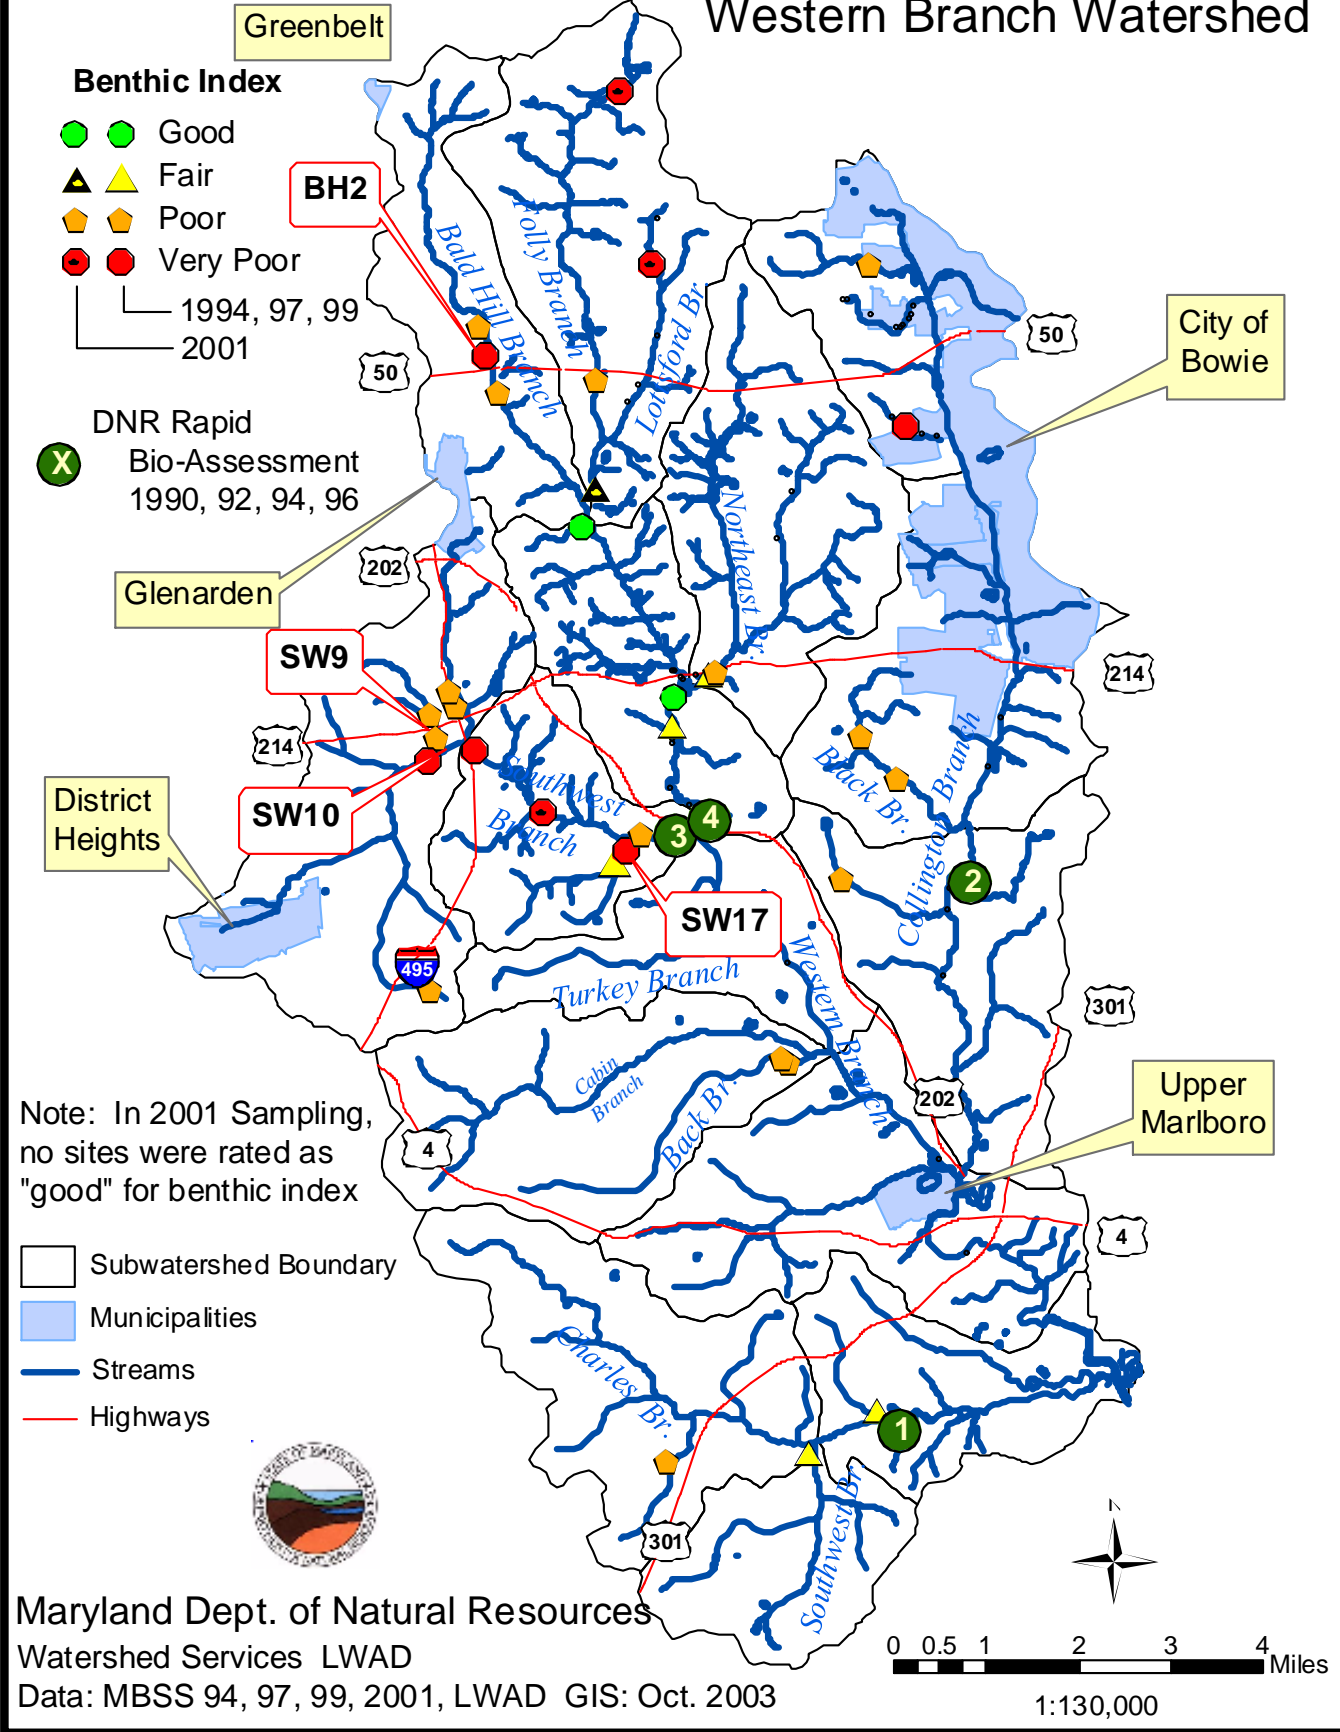 Western Branch Watershed
Greenbelt
Benthic Index
Good
Fair
Poor
Very Poor
1994, 97, 99
2001
DNR Rapid
X
Bio-Assessment
1990, 92, 94, 96
BH2
Bald Hill Branch
Folly Branch
Lottsford Br.
50
50
City of
Bowie
Northeast Br.
202
Glenarden
SW9
214
214
SW10
District
Heights
Southwest
Branch
3
4
Black Br.
Collington Branch
2
SW17
495
Turkey Branch
Western Branch
301
Cabin
Branch
Back Br.
202
Upper
Marlboro
Note: In 2001 Sampling,
no sites were rated as
"good" for benthic index
4
4
Subwatershed Boundary
Municipalities
Streams
Highways
Charles Br.
1
Southwest Br.
301
N
Maryland Dept. of Natural Resources
Watershed Services LWAD
Data: MBSS 94, 97, 99, 2001, LWAD GIS: Oct. 2003
0 0.5 1 2 3 4
Miles
1:130,000